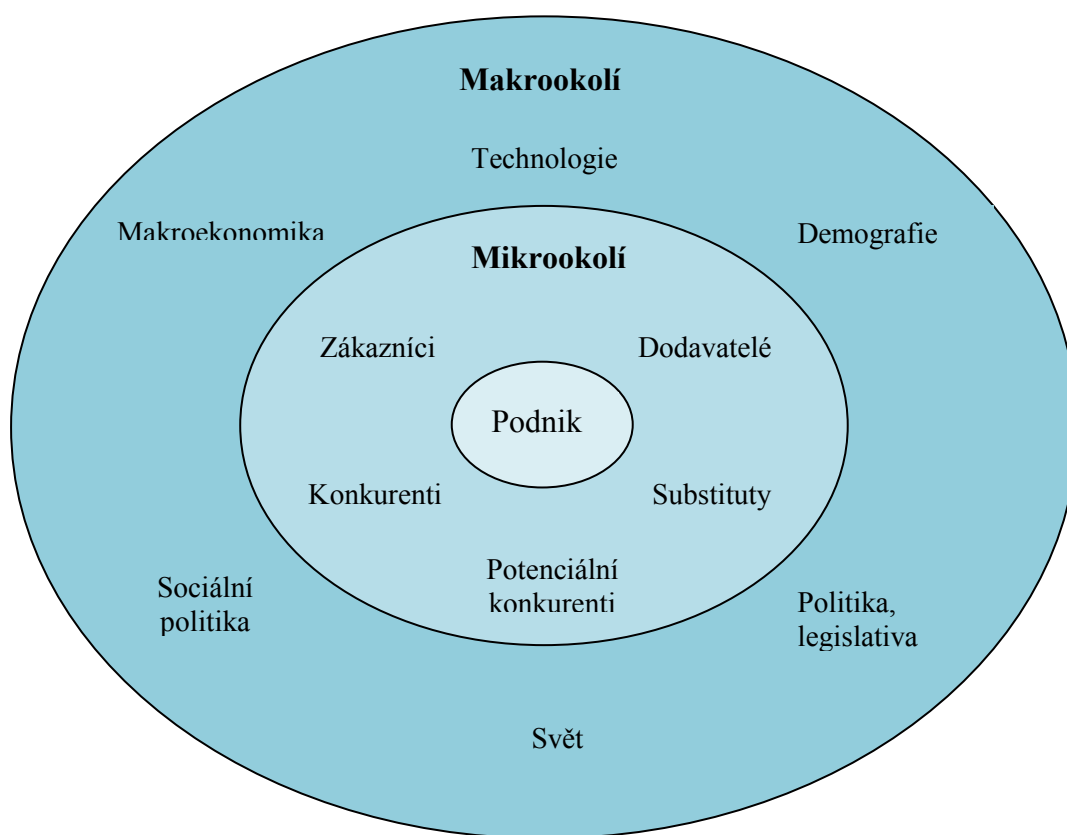 Makrookolí
Technologie
Makroekonomika
Demografie
Mikrookolí
Zákazníci
Dodavatelé
Podnik
Konkurenti
Substituty
Potenciální
konkurenti
Sociální
politika
Politika,
legislativa
Svět